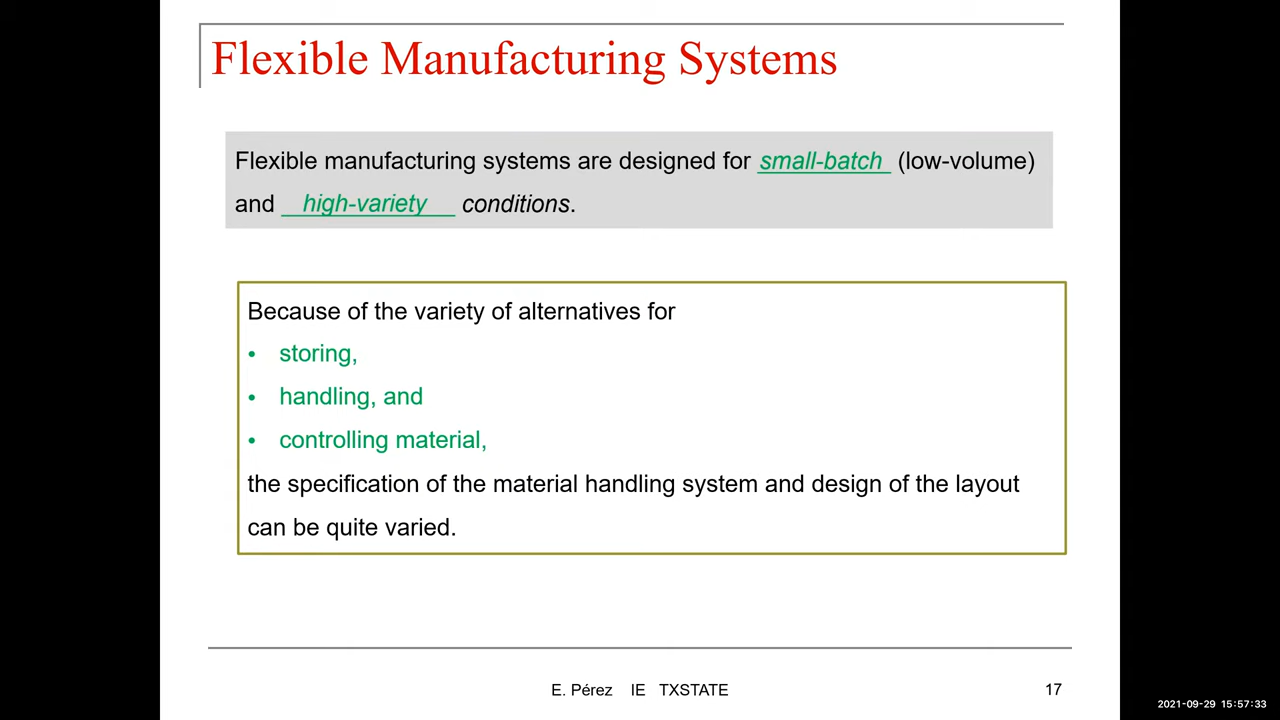 Flexible Manufacturing Systems
Flexible manufacturing systems are designed for small-batch (low-volume)
and high-variety conditions.
Because of the variety of alternatives for
• storing,
• handling, and
• controlling material,
the specification of the material handling system and design of the layout
can be quite varied.
E. Pérez IE TXSTATE
17
2021-09-29 15:57:33